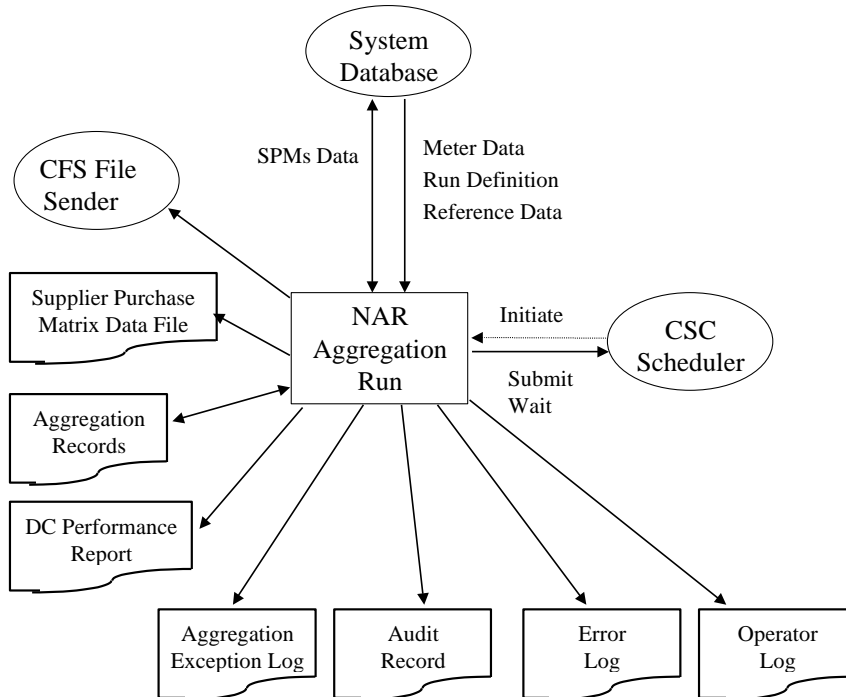 System
Database
SPMs Data
Meter Data
Run Definition
Reference Data
CFS File
Sender
Supplier Purchase
Matrix Data File
NAR
Aggregation
Run
Initiate
CSC
Scheduler
Submit
Wait
Aggregation
Records
DC Performance
Report
Aggregation
Exception Log
Audit
Record
Error
Log
Operator
Log